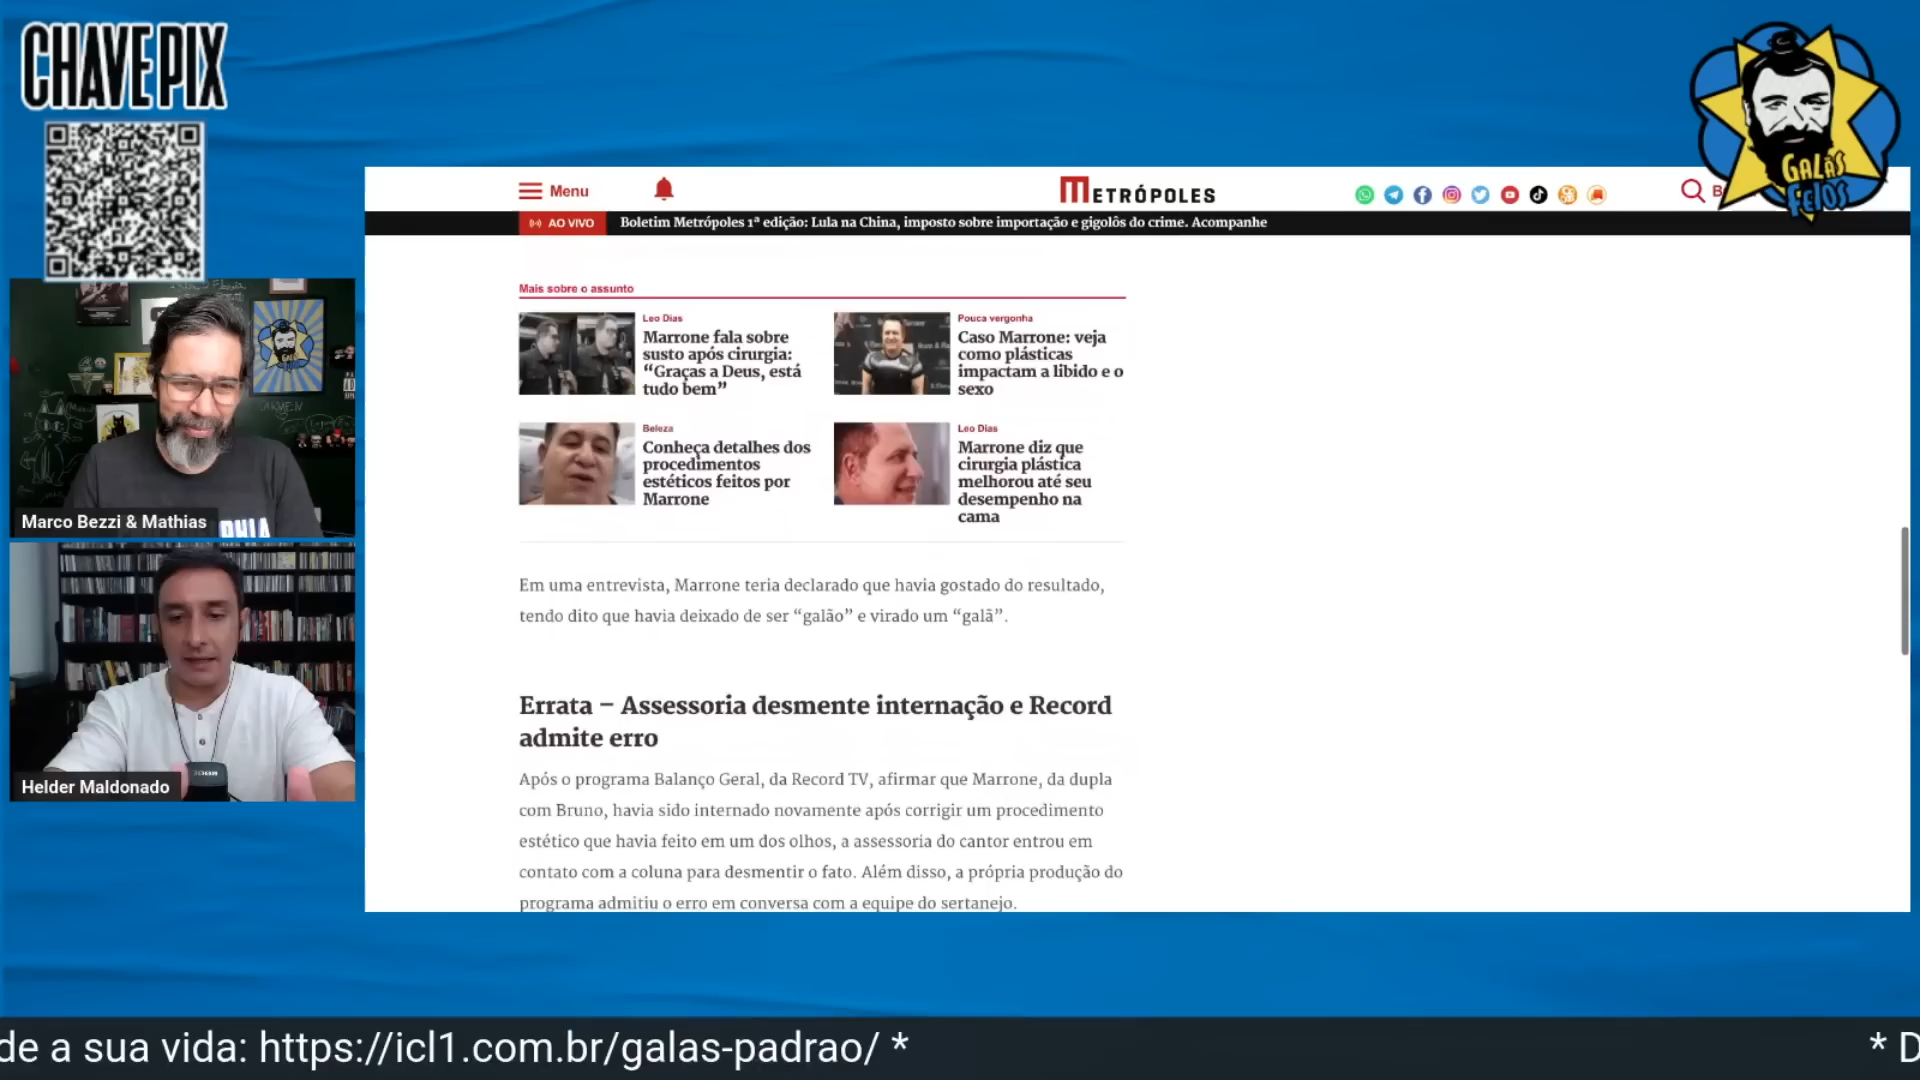 CHAVE PIX
GALÃS
FEIOS
Menu
METRÓPOLES
AO VIVO
Boletim Metrópoles 1ª edição: Lula na China, imposto sobre importação e gigolôs do crime. Acompanhe
Mais sobre o assunto
Leo Dias
Marrone fala sobre
susto após cirurgia:
“Graças a Deus, está
tudo bem”
Pouca vergonha
Caso Marrone: veja
como plásticas
impactam a libido e o
sexo
Beleza
Conheça detalhes dos
procedimentos
estéticos feitos por
Marrone
Leo Dias
Marrone diz que
cirurgia plástica
melhorou até seu
desempenho na
cama
Em uma entrevista, Marrone teria declarado que havia gostado do resultado,
tendo dito que havia deixado de ser “galão” e virado um “galã”.
Errata – Assessoria desmente internação e Record
admite erro
Após o programa Balanço Geral, da Record TV, afirmar que Marrone, da dupla
com Bruno, havia sido internado novamente após corrigir um procedimento
estético que havia feito em um dos olhos, a assessoria do cantor entrou em
contato com a coluna para desmentir o fato. Além disso, a própria produção do
programa admitiu o erro em conversa com a equipe do sertanejo.
Marco Bezzi & Mathias
Helder Maldonado
de a sua vida: https://icl1.com.br/galas-padrao/ *
* D